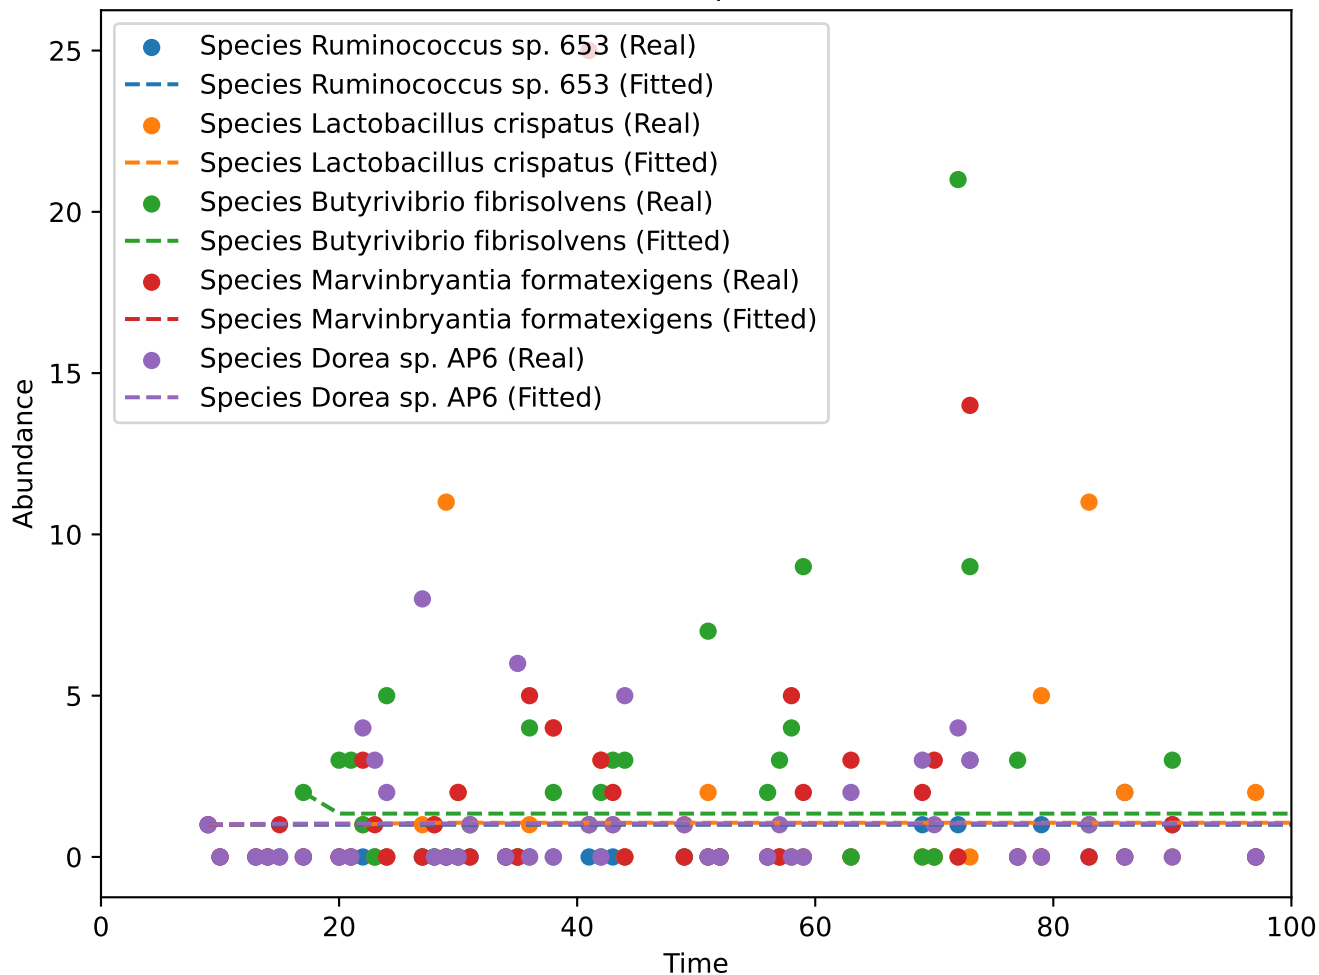 25
20
15
10
5
0
Abundance
Species Ruminococcus sp. 653 (Real)
Species Ruminococcus sp. 653 (Fitted)
Species Lactobacillus crispatus (Real)
Species Lactobacillus crispatus (Fitted)
Species Butyrivibrio fibrisolvens (Real)
Species Butyrivibrio fibrisolvens (Fitted)
Species Marvinbryantia formatexigens (Real)
Species Marvinbryantia formatexigens (Fitted)
Species Dorea sp. AP6 (Real)
Species Dorea sp. AP6 (Fitted)
0 20 40 60 80 100
Time